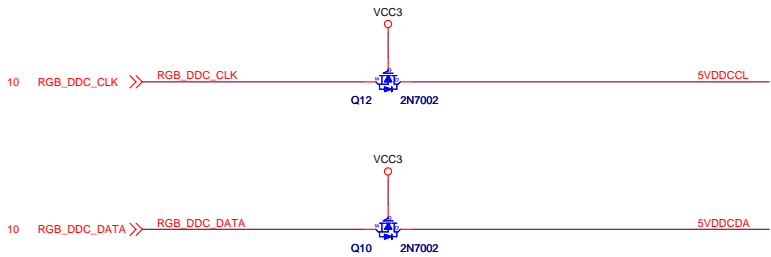 VCC3
10 RGB_DDC_CLK RGB_DDC_CLK 5VDDCCL
Q12 2N7002
VCC3
10 RGB_DDC_DATA RGB_DDC_DATA 5VDDCDA
Q10 2N7002